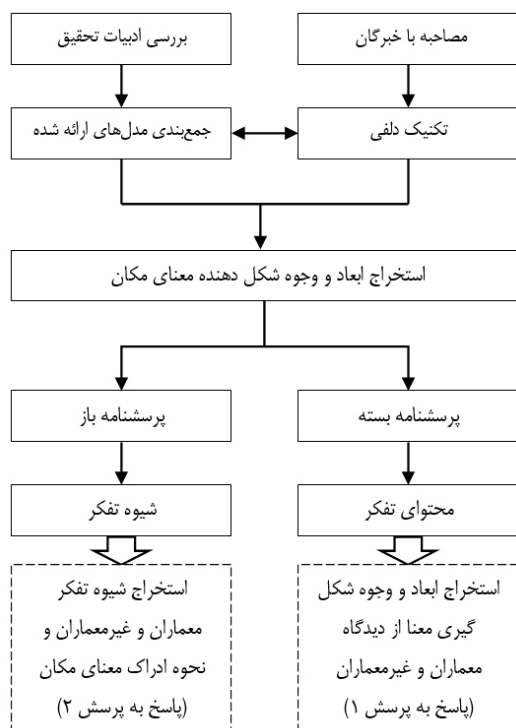 مصاحبه با خبرگان
بررسی ادبیات تحقیق
تکنیک دلفی
جمع‌بندی مدل‌های ارائه شده
استخراج ابعاد و وجوه شکل دهنده معنای مکان
پرسشنامه بسته
پرسشنامه باز
محتوای تفکر
شیوه تفکر
استخراج ابعاد و وجوه شکل
گیری معنا از دیدگاه
معماران و غیرمعماران
(پاسخ به پرسش ۱)
استخراج شیوه تفکر
معماران و غیرمعماران و
نحوه ادراک معنای مکان
(پاسخ به پرسش ۲)